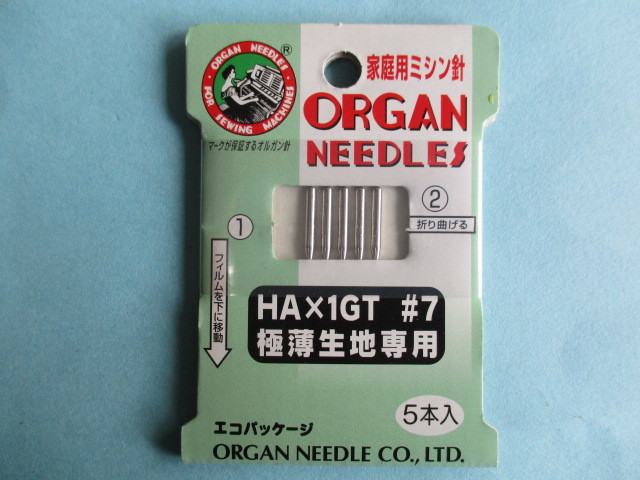 ORGAN NEEDLES
FOR SEWING MACHINES
®
マークが保証するオルガン針
家庭用ミシン針
ORGAN
NEEDLES
①
②
折り曲げる
フィルムを下に移動
HA×1GT #7
極薄生地専用
5本入
エコパッケージ
ORGAN NEEDLE CO., LTD.